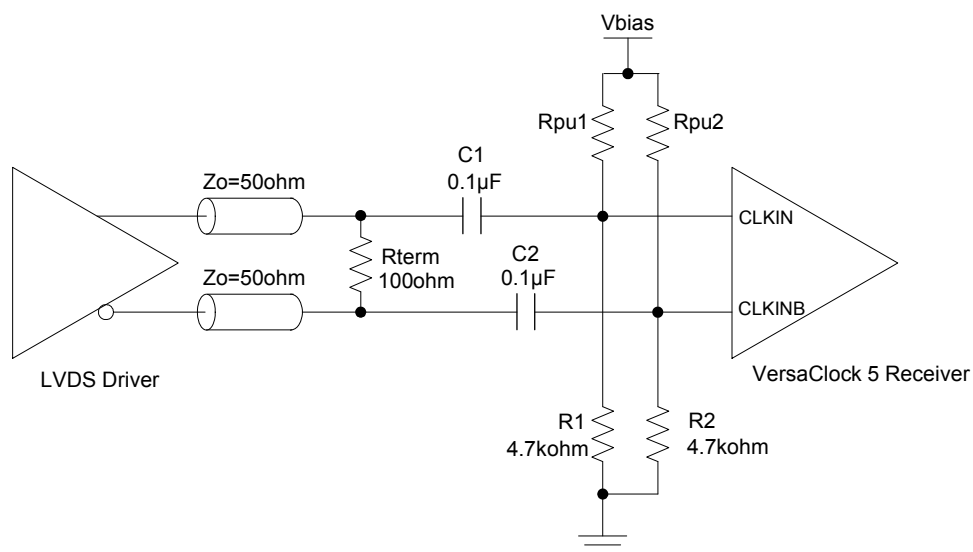 Vbias
Rpu1
Rpu2
C1
0.1µF
Zo=50ohm
CLKIN
C2
0.1µF
Rterm
100ohm
Zo=50ohm
CLKINB
LVDS Driver
VersaClock 5 Receiver
R1
4.7kohm
R2
4.7kohm